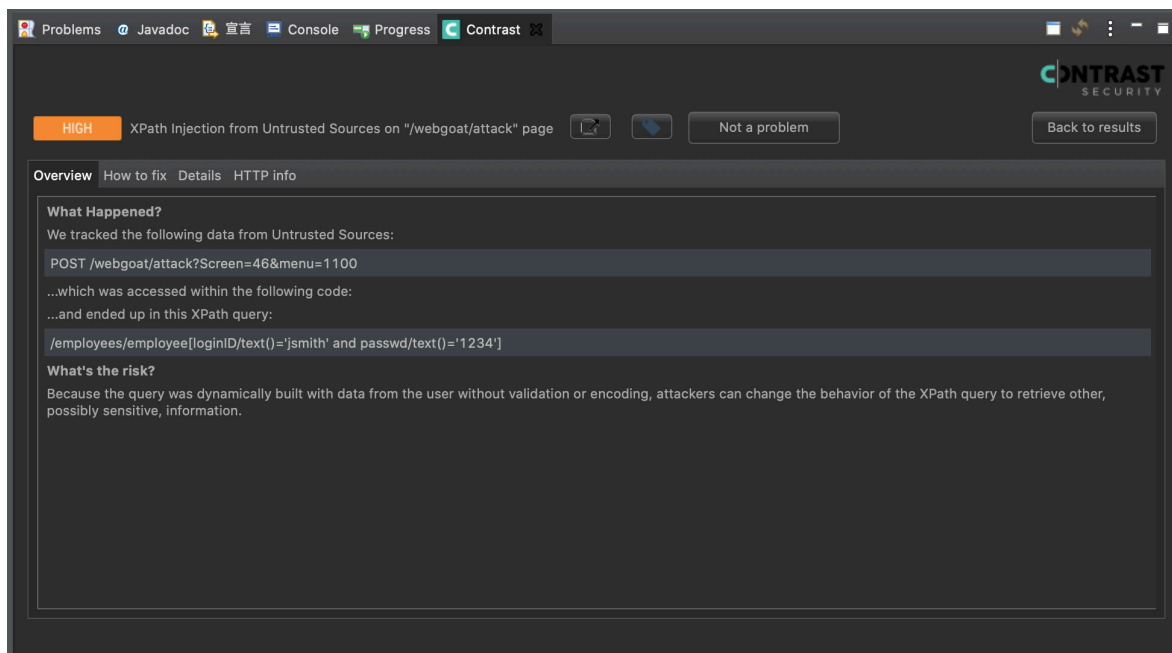 Problems @ Javadoc 宣言 Console Progress C Contrast
CONTRAST
SECURITY
HIGH XPath Injection from Untrusted Sources on "/webgoat/attack" page Not a problem Back to results
Overview How to fix Details HTTP info
What Happened?
We tracked the following data from Untrusted Sources:
POST /webgoat/attack?Screen=46&menu=1100
...which was accessed within the following code:
...and ended up in this XPath query:
/employees/employee[loginID/text()='jsmith' and passwd/text()='1234']
What's the risk?
Because the query was dynamically built with data from the user without validation or encoding, attackers can change the behavior of the XPath query to retrieve other,
possibly sensitive, information.